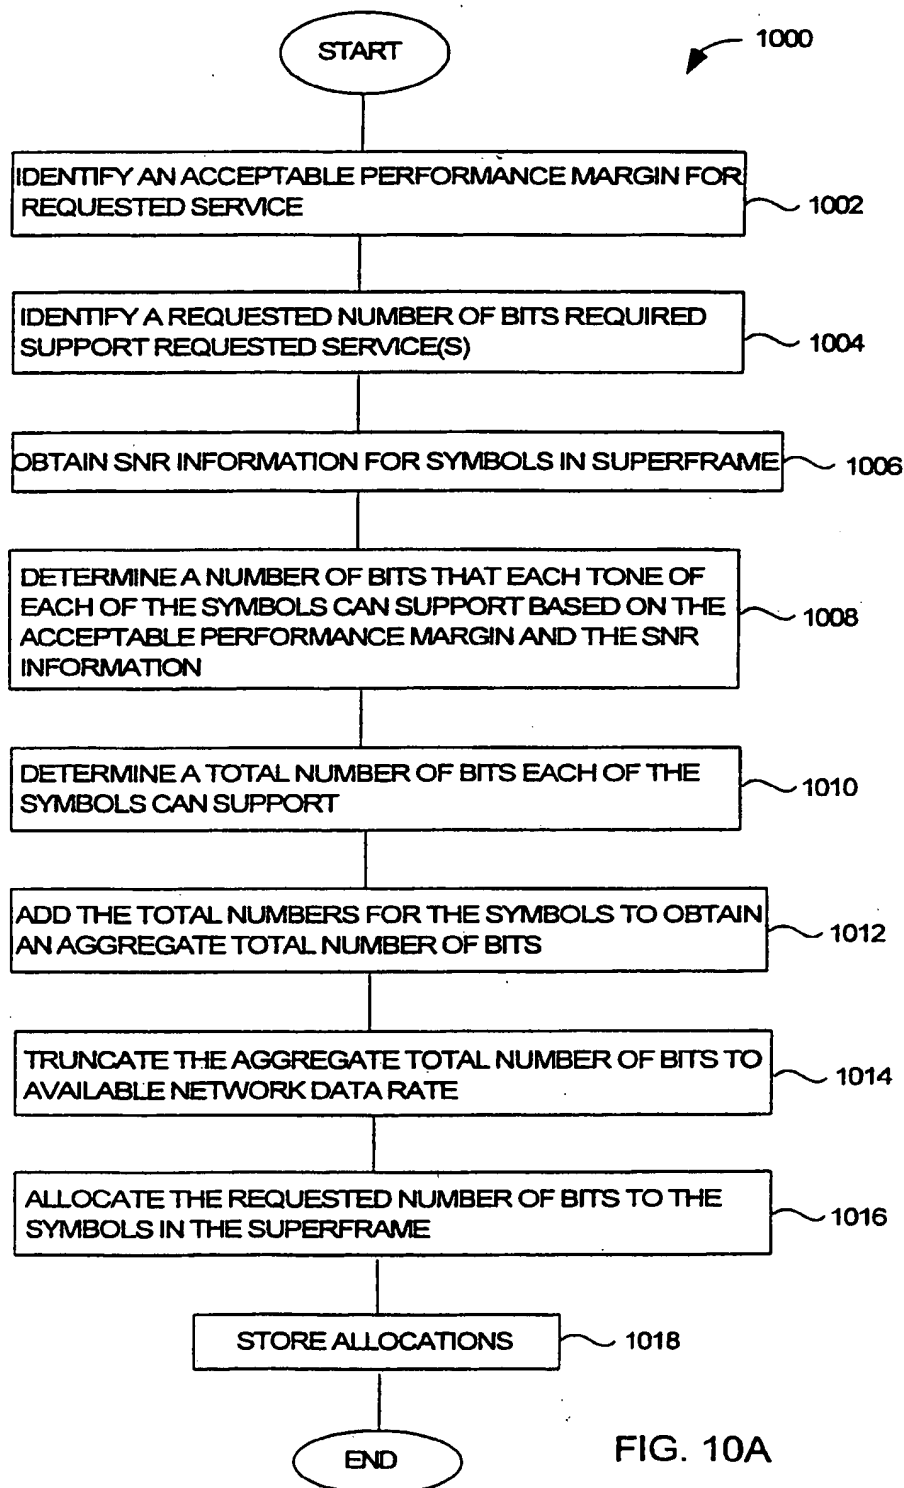 START
1000
IDENTIFY AN ACCEPTABLE PERFORMANCE MARGIN FOR
REQUESTED SERVICE
1002
IDENTIFY A REQUESTED NUMBER OF BITS REQUIRED
SUPPORT REQUESTED SERVICE(S)
1004
OBTAIN SNR INFORMATION FOR SYMBOLS IN SUPERFRAME
1006
DETERMINE A NUMBER OF BITS THAT EACH TONE OF
EACH OF THE SYMBOLS CAN SUPPORT BASED ON THE
ACCEPTABLE PERFORMANCE MARGIN AND THE SNR
INFORMATION
1008
DETERMINE A TOTAL NUMBER OF BITS EACH OF THE
SYMBOLS CAN SUPPORT
1010
ADD THE TOTAL NUMBERS FOR THE SYMBOLS TO OBTAIN
AN AGGREGATE TOTAL NUMBER OF BITS
1012
TRUNCATE THE AGGREGATE TOTAL NUMBER OF BITS TO
AVAILABLE NETWORK DATA RATE
1014
ALLOCATE THE REQUESTED NUMBER OF BITS TO THE
SYMBOLS IN THE SUPERFRAME
1016
STORE ALLOCATIONS
1018
END
FIG. 10A